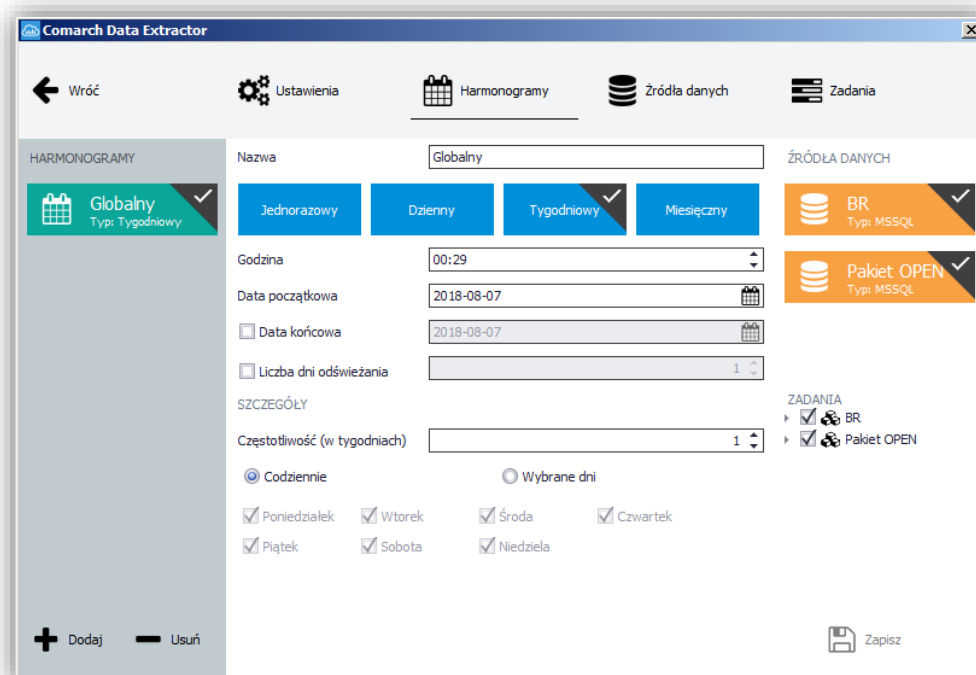 Comarch Data Extractor
Wróć
Ustawienia
Harmonogramy
Źródła danych
Zadania
HARMONOGRAMY
Globalny
Typ: Tygodniowy
Dodaj
Usuń
Nazwa
Globalny
Jednorazowy
Dzienny
Tygodniowy
Miesięczny
Godzina
00:29
Data początkowa
2018-08-07
Data końcowa
2018-08-07
Liczba dni odświeżania
1
SZCZEGÓŁY
Częstotliwość (w tygodniach)
1
Codziennie
Wybrane dni
Poniedziałek
Wtorek
Środa
Czwartek
Piątek
Sobota
Niedziela
ŹRÓDŁA DANYCH
BR
Typ: MSSQL
Pakiet OPEN
Typ: MSSQL
ZADANIA
BR
Pakiet OPEN
Zapisz